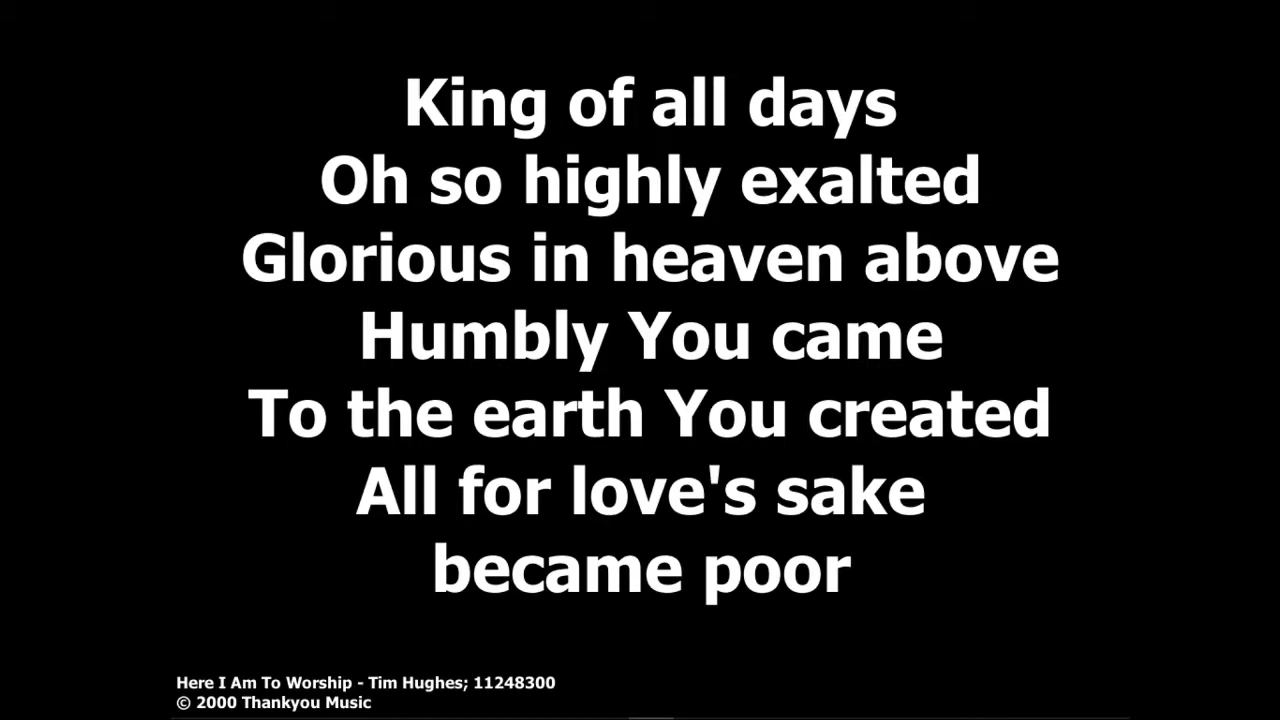 King of all days
Oh so highly exalted
Glorious in heaven above
Humbly You came
To the earth You created
All for love's sake
became poor
Here I Am To Worship - Tim Hughes; 11248300
© 2000 Thankyou Music